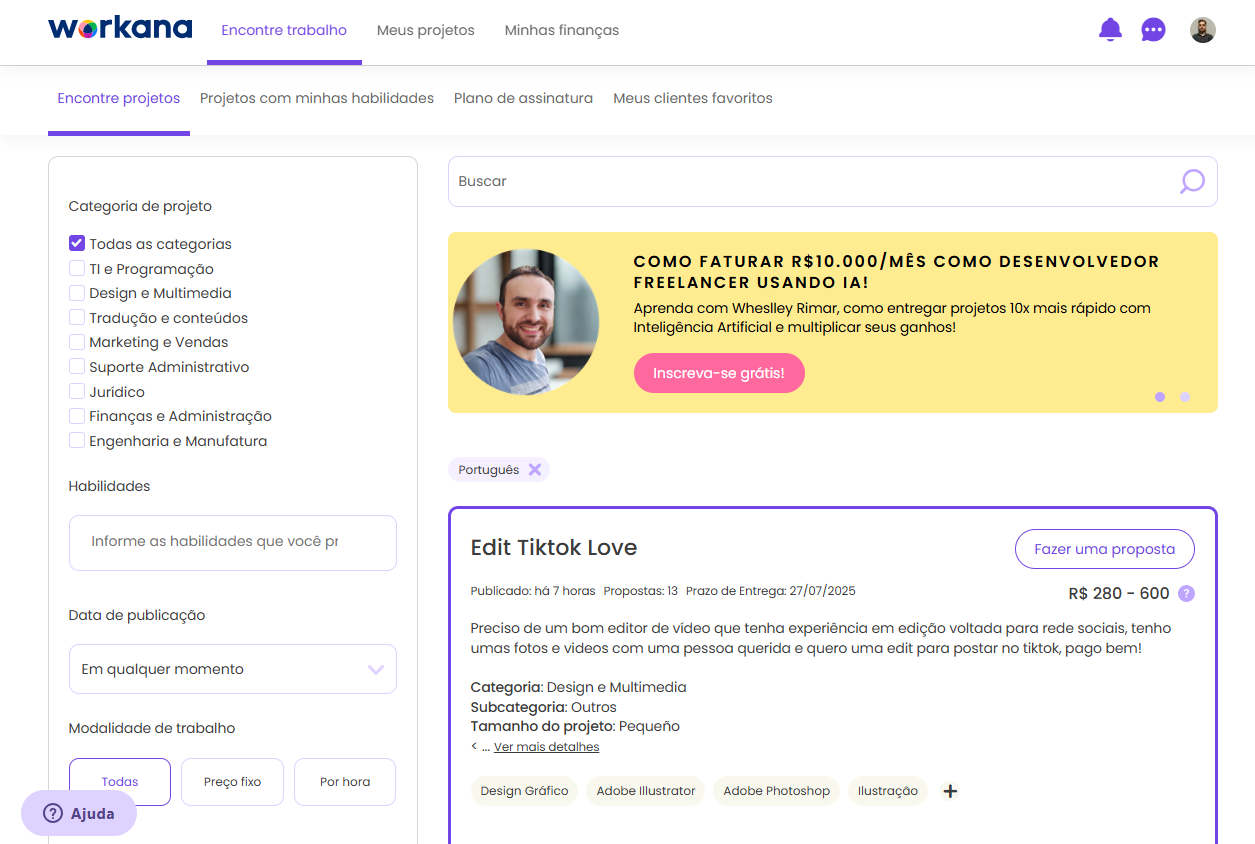 workana
Encontre trabalho
Meus projetos
Minhas finanças
Encontre projetos
Projetos com minhas habilidades
Plano de assinatura
Meus clientes favoritos
Categoria de projeto
Todas as categorias
TI e Programação
Design e Multimedia
Tradução e conteúdos
Marketing e Vendas
Suporte Administrativo
Jurídico
Finanças e Administração
Engenharia e Manufatura
Habilidades
Informe as habilidades que você pr
Data de publicação
Em qualquer momento
Modalidade de trabalho
Todas
Preço fixo
Por hora
? Ajuda
Buscar
COMO FATURAR R$10.000/MÊS COMO DESENVOLVEDOR
FREELANCER USANDO IA!
Aprenda com Wheslley Rimar, como entregar projetos 10x mais rápido com
Inteligência Artificial e multiplicar seus ganhos!
Inscreva-se grátis!
Português
Edit Tiktok Love
Fazer uma proposta
Publicado: há 7 horas Propostas: 13 Prazo de Entrega: 27/07/2025
R$ 280 - 600 ?
Preciso de um bom editor de vídeo que tenha experiência em edição voltada para rede sociais, tenho
umas fotos e videos com uma pessoa querida e quero uma edit para postar no tiktok, pago bem!
Categoria: Design e Multimedia
Subcategoria: Outros
Tamanho do projeto: Pequeño
< ... Ver mais detalhes
Design Gráfico
Adobe Illustrator
Adobe Photoshop
Ilustração
+